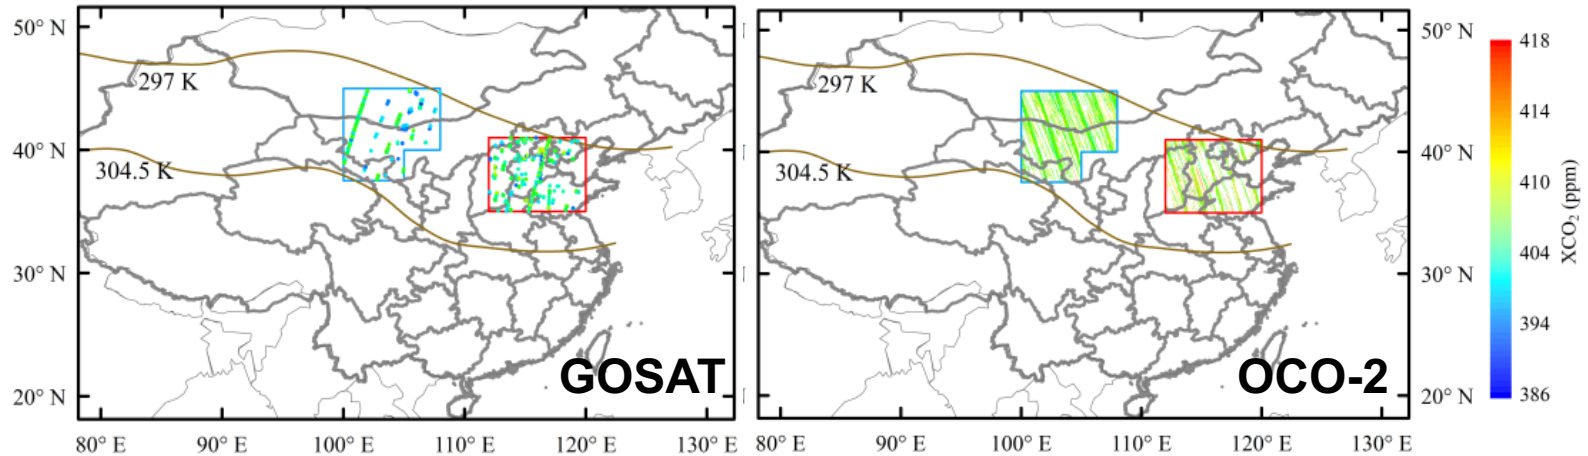 50° N
40° N
30° N
20° N
80° E
90° E
100° E
110° E
120° E
130° E
297 K
304.5 K
GOSAT
297 K
304.5 K
OCO-2
80° E
90° E
100° E
110° E
120° E
130° E
50° N
40° N
30° N
20° N
418
414
410
404
394
386
XCO₂ (ppm)